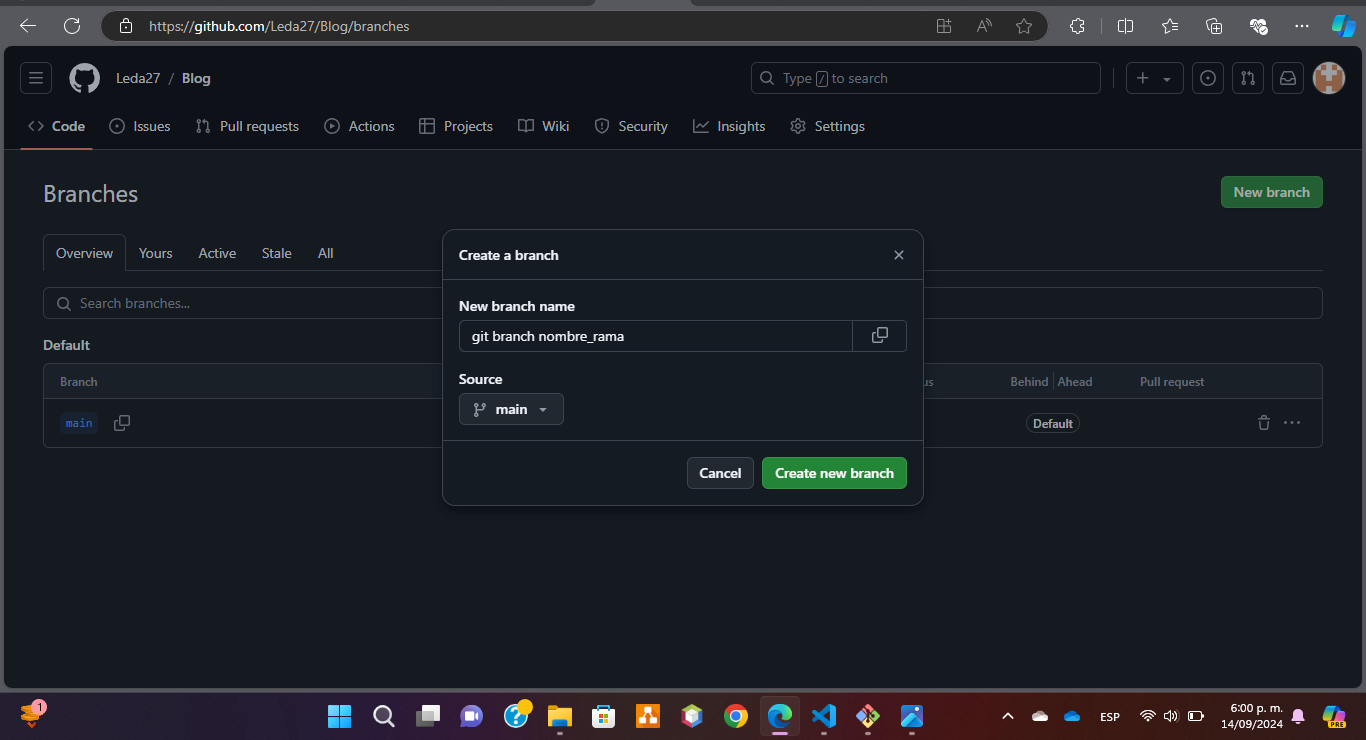 https://github.com/Leda27/Blog/branches
Leda27 / Blog
Type / to search
Code Issues Pull requests Actions Projects Wiki Security Insights Settings
Branches
New branch
Overview Yours Active Stale All
Search branches...
Default
Branch
us
Behind Ahead
Pull request
main
Default
Create a branch
New branch name
git branch nombre_rama
Source
main
Cancel
Create new branch
1
ESP
6:00 p. m.
14/09/2024
PRE